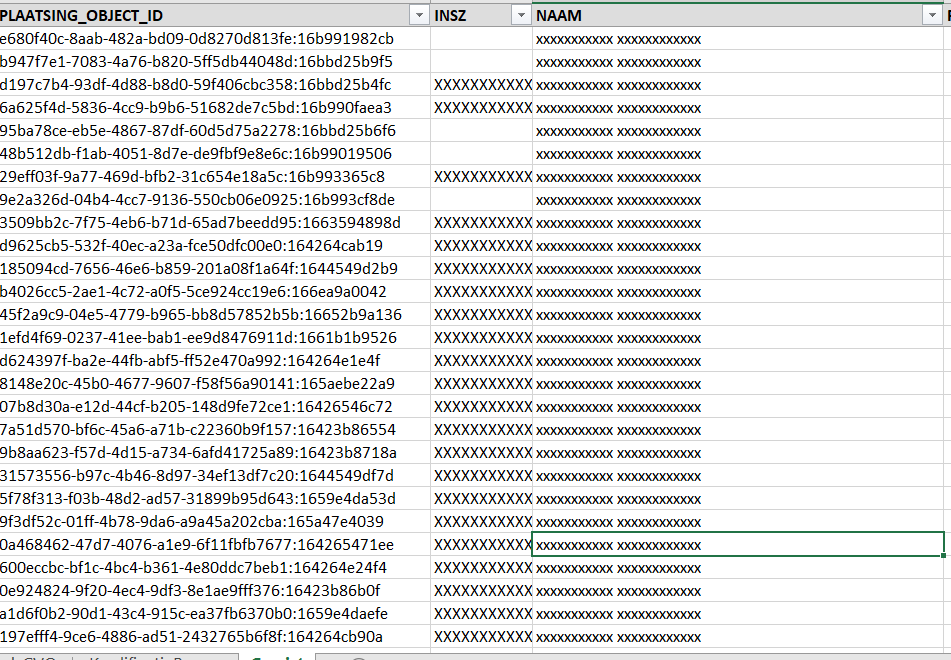 PLAATSING_OBJECT_ID INSZ NAAM
e680f40c-8aab-482a-bd09-0d8270d813fe:16b991982cb xxxxxxxxxxx xxxxxxxxxxxx
b947f7e1-7083-4a76-b820-5ff5db44048d:16bbd25b9f5 xxxxxxxxxxx xxxxxxxxxxxx
d197c7b4-93df-4d88-b8d0-59f406cbc358:16bbd25b4fc XXXXXXXXXXX xxxxxxxxxxx xxxxxxxxxxxx
6a625f4d-5836-4cc9-b9b6-51682de7c5bd:16b990faea3 XXXXXXXXXXX xxxxxxxxxxx xxxxxxxxxxxx
95ba78ce-eb5e-4867-87df-60d5d75a2278:16bbd25b6f6 xxxxxxxxxxx xxxxxxxxxxxx
48b512db-f1ab-4051-8d7e-de9fbf9e8e6c:16b99019506 xxxxxxxxxxx xxxxxxxxxxxx
29eff03f-9a77-469d-bfb2-31c654e18a5c:16b993365c8 XXXXXXXXXXX xxxxxxxxxxx xxxxxxxxxxxx
9e2a326d-04b4-4cc7-9136-550cb06e0925:16b993cf8de xxxxxxxxxxx xxxxxxxxxxxx
3509bb2c-7f75-4eb6-b71d-65ad7beedd95:1663594898d XXXXXXXXXXX xxxxxxxxxxx xxxxxxxxxxxx
d9625cb5-532f-40ec-a23a-fce50dfc00e0:164264cab19 XXXXXXXXXXX xxxxxxxxxxx xxxxxxxxxxxx
185094cd-7656-46e6-b859-201a08f1a64f:1644549d2b9 XXXXXXXXXXX xxxxxxxxxxx xxxxxxxxxxxx
b4026cc5-2ae1-4c72-a0f5-5ce924cc19e6:166ea9a0042 XXXXXXXXXXX xxxxxxxxxxx xxxxxxxxxxxx
45f2a9c9-04e5-4779-b965-bb8d57852b5b:16652b9a136 XXXXXXXXXXX xxxxxxxxxxx xxxxxxxxxxxx
1efd4f69-0237-41ee-bab1-ee9d8476911d:1661b1b9526 XXXXXXXXXXX xxxxxxxxxxx xxxxxxxxxxxx
d624397f-ba2e-44fb-abf5-ff52e470a992:164264e1e4f XXXXXXXXXXX xxxxxxxxxxx xxxxxxxxxxxx
8148e20c-45b0-4677-9607-f58f56a90141:165aebe22a9 XXXXXXXXXXX xxxxxxxxxxx xxxxxxxxxxxx
07b8d30a-e12d-44cf-b205-148d9fe72ce1:16426546c72 XXXXXXXXXXX xxxxxxxxxxx xxxxxxxxxxxx
7a51d570-bf6c-45a6-a71b-c22360b9f157:16423b86554 XXXXXXXXXXX xxxxxxxxxxx xxxxxxxxxxxx
9b8aa623-f57d-4d15-a734-6afd41725a89:16423b8718a XXXXXXXXXXX xxxxxxxxxxx xxxxxxxxxxxx
31573556-b97c-4b46-8d97-34ef13df7c20:1644549df7d XXXXXXXXXXX xxxxxxxxxxx xxxxxxxxxxxx
5f78f313-f03b-48d2-ad57-31899b95d643:1659e4da53d XXXXXXXXXXX xxxxxxxxxxx xxxxxxxxxxxx
9f3df52c-01ff-4b78-9da6-a9a45a202cba:165a47e4039 XXXXXXXXXXX xxxxxxxxxxx xxxxxxxxxxxx
0a468462-47d7-4076-a1e9-6f11fbfb7677:164265471ee XXXXXXXXXXX xxxxxxxxxxx xxxxxxxxxxxx
600eccbc-bf1c-4bc4-b361-4e80ddc7beb1:164264e24f4 XXXXXXXXXXX xxxxxxxxxxx xxxxxxxxxxxx
0e924824-9f20-4ec4-9df3-8e1ae9fff376:16423b86b0f XXXXXXXXXXX xxxxxxxxxxx xxxxxxxxxxxx
a1d6f0b2-90d1-43c4-915c-ea37fb6370b0:1659e4daefe XXXXXXXXXXX xxxxxxxxxxx xxxxxxxxxxxx
197efff4-9ce6-4886-ad51-2432765b6f8f:164264cb90a XXXXXXXXXXX xxxxxxxxxxx xxxxxxxxxxxx